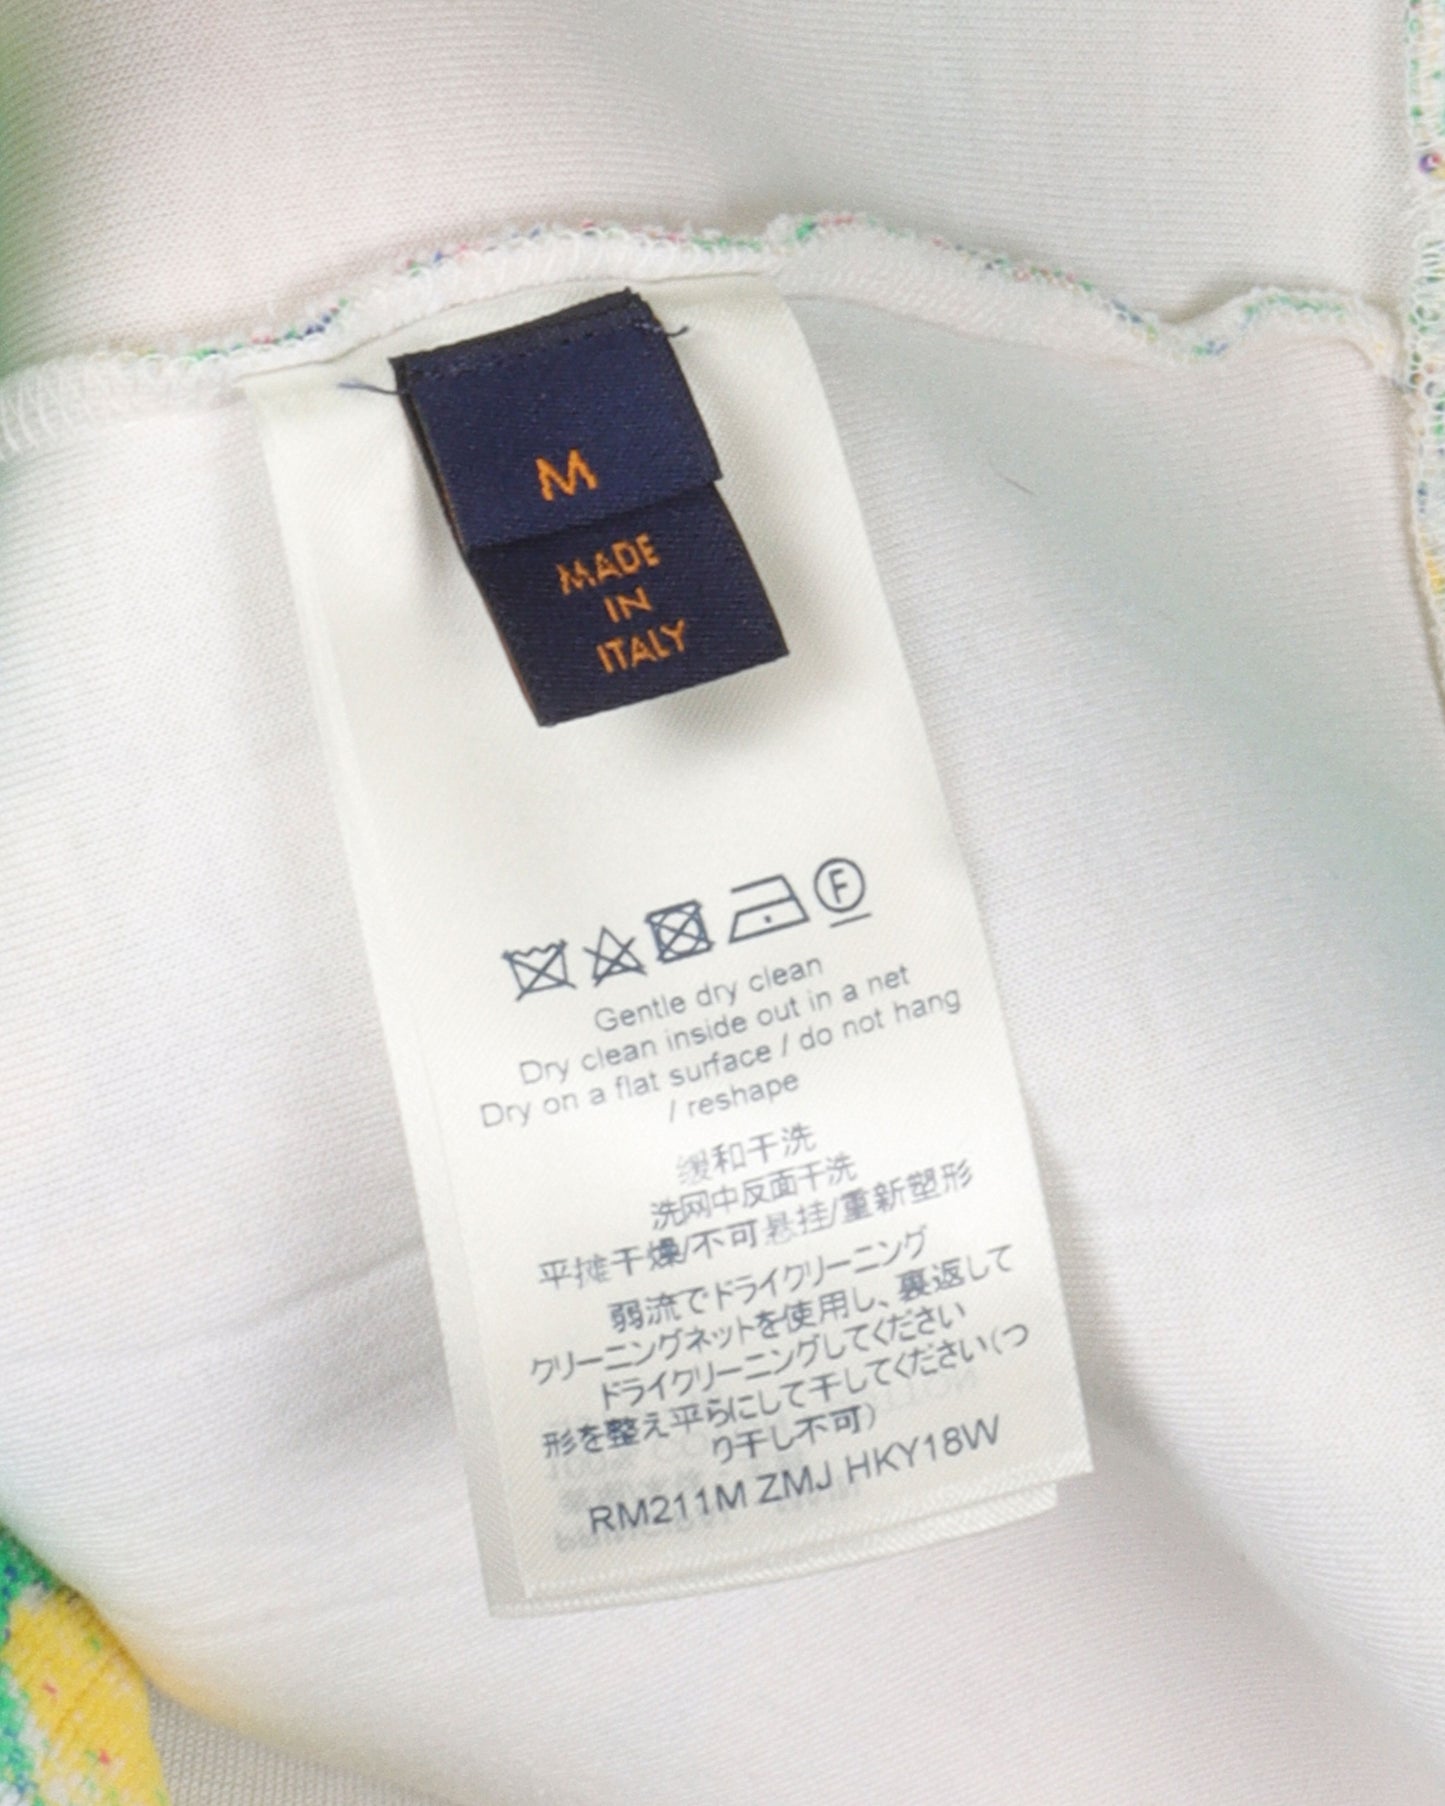 M
MADE
IN
ITALY
F
Gentle dry clean
Dry clean inside out in a net
Dry on a flat surface / do not hang
/ reshape
缓和干洗
洗网中反面干洗
平摊干燥/不可悬挂/重新塑形
弱流でドライクリーニング
クリーニングネットを使用し、裏返して
ドライクリーニングしてください
形を整え平らにして干してください(つ
り干し不可)
RM211M ZMJ HKY18W